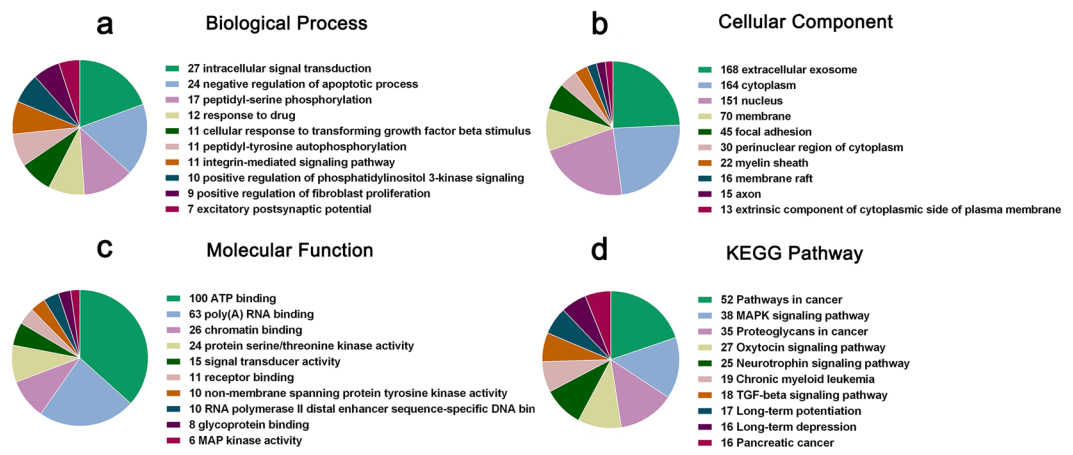 a
Biological Process
27 intracellular signal transduction
24 negative regulation of apoptotic process
17 peptidyl-serine phosphorylation
12 response to drug
11 cellular response to transforming growth factor beta stimulus
11 peptidyl-tyrosine autophosphorylation
11 integrin-mediated signaling pathway
10 positive regulation of phosphatidylinositol 3-kinase signaling
9 positive regulation of fibroblast proliferation
7 excitatory postsynaptic potential
b
Cellular Component
168 extracellular exosome
164 cytoplasm
151 nucleus
70 membrane
45 focal adhesion
30 perinuclear region of cytoplasm
22 myelin sheath
16 membrane raft
15 axon
13 extrinsic component of cytoplasmic side of plasma membrane
c
Molecular Function
100 ATP binding
63 poly(A) RNA binding
26 chromatin binding
24 protein serine/threonine kinase activity
15 signal transducer activity
11 receptor binding
10 non-membrane spanning protein tyrosine kinase activity
10 RNA polymerase II distal enhancer sequence-specific DNA bin
8 glycoprotein binding
6 MAP kinase activity
d
KEGG Pathway
52 Pathways in cancer
38 MAPK signaling pathway
35 Proteoglycans in cancer
27 Oxytocin signaling pathway
25 Neurotrophin signaling pathway
19 Chronic myeloid leukemia
18 TGF-beta signaling pathway
17 Long-term potentiation
16 Long-term depression
16 Pancreatic cancer